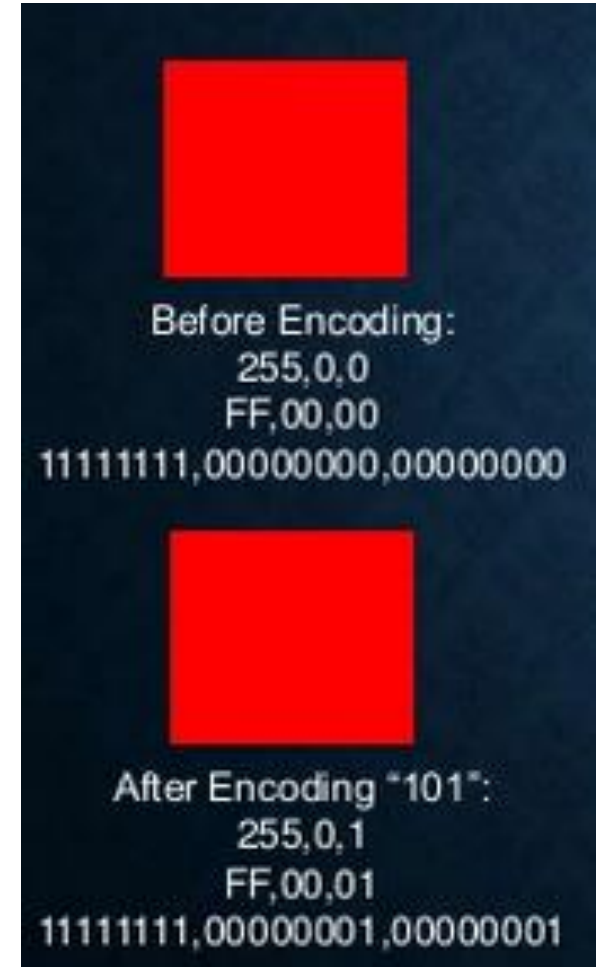 Before Encoding:
255,0,0
FF,00,00
11111111,00000000,00000000
After Encoding “101”:
255,0,1
FF,00,01
11111111,00000001,00000001